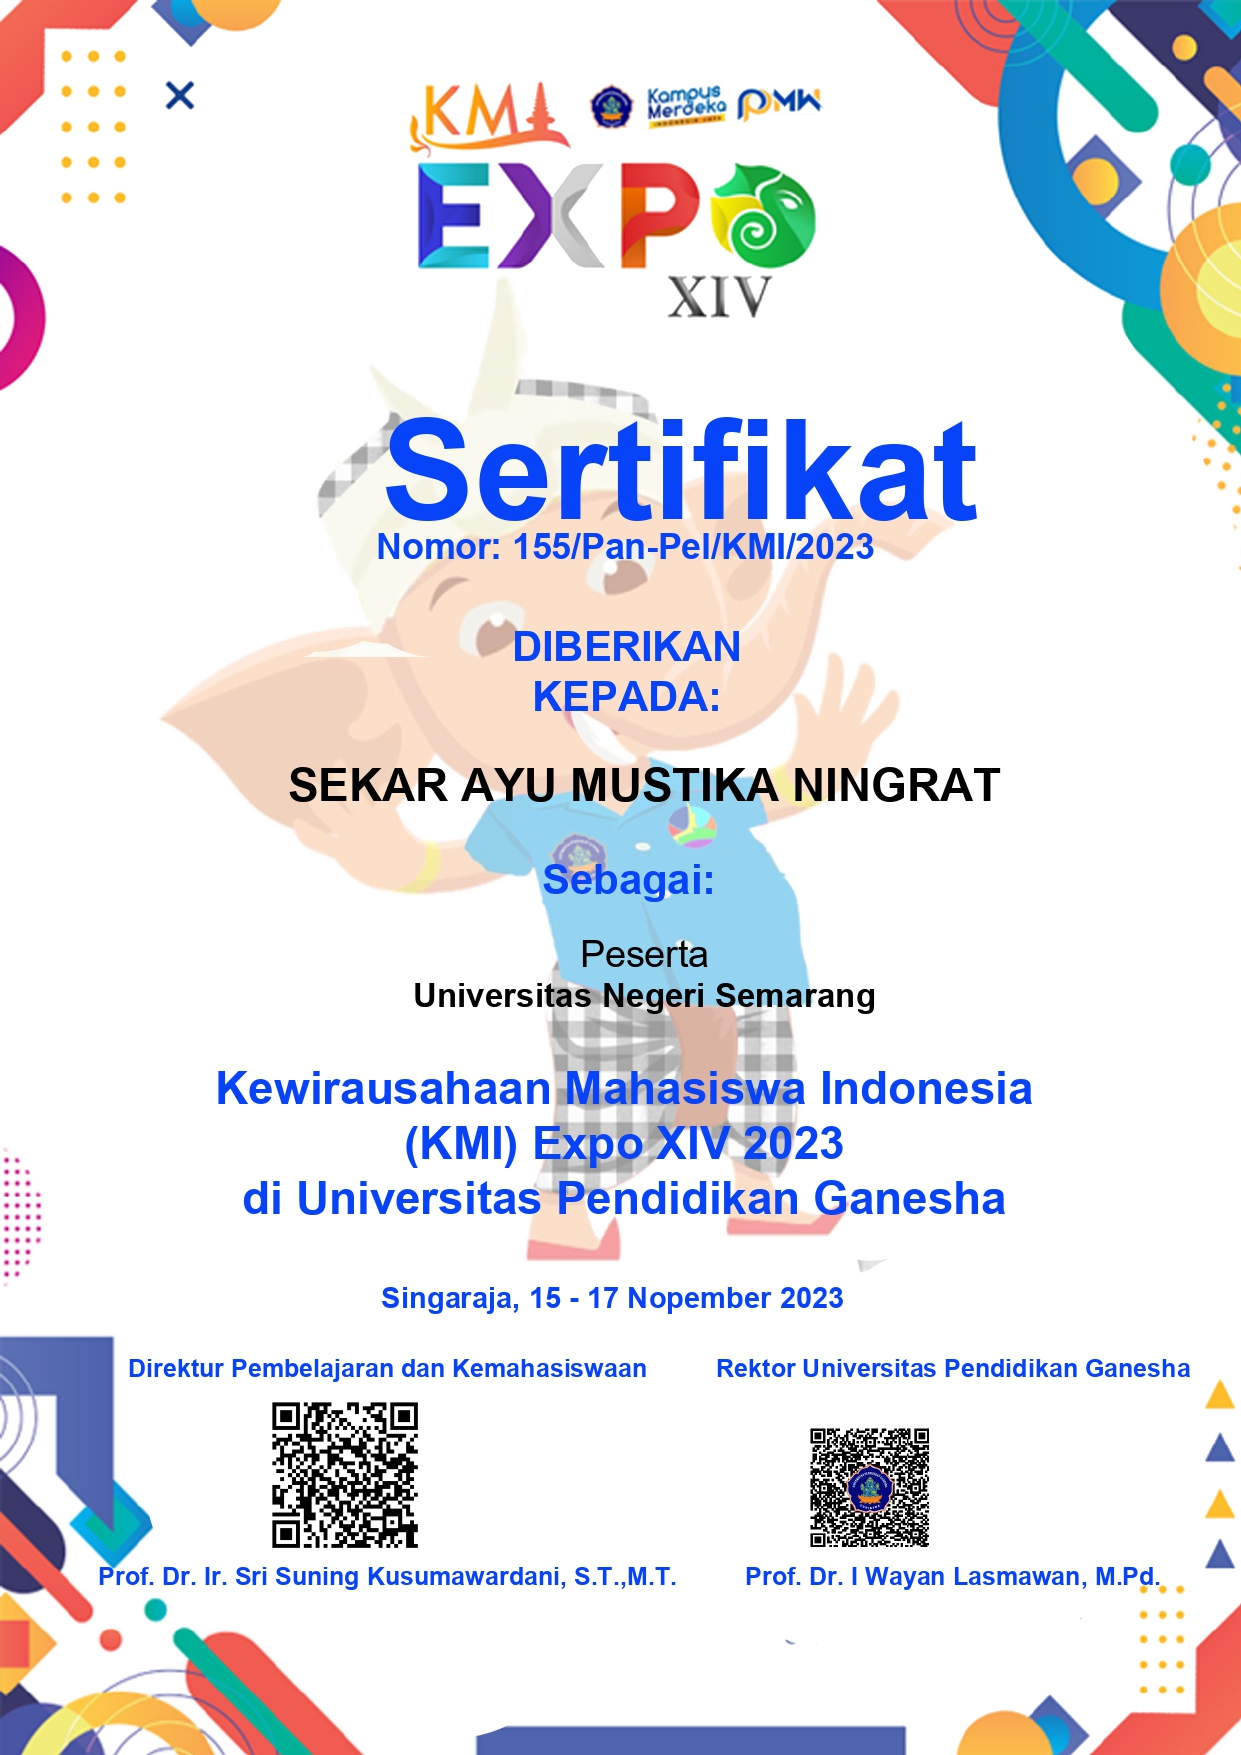 KMI
Kampus
Merdeka
INDONESIA JAYA
PMW
EXPO
XIV
Sertifikat
Nomor: 155/Pan-Pel/KMI/2023
DIBERIKAN
KEPADA:
SEKAR AYU MUSTIKA NINGRAT
Sebagai:
Peserta
Universitas Negeri Semarang
Kewirausahaan Mahasiswa Indonesia
(KMI) Expo XIV 2023
di Universitas Pendidikan Ganesha
Singaraja, 15 - 17 Nopember 2023
Direktur Pembelajaran dan Kemahasiswaan
Rektor Universitas Pendidikan Ganesha
Prof. Dr. Ir. Sri Suning Kusumawardani, S.T.,M.T.
Prof. Dr. I Wayan Lasmawan, M.Pd.